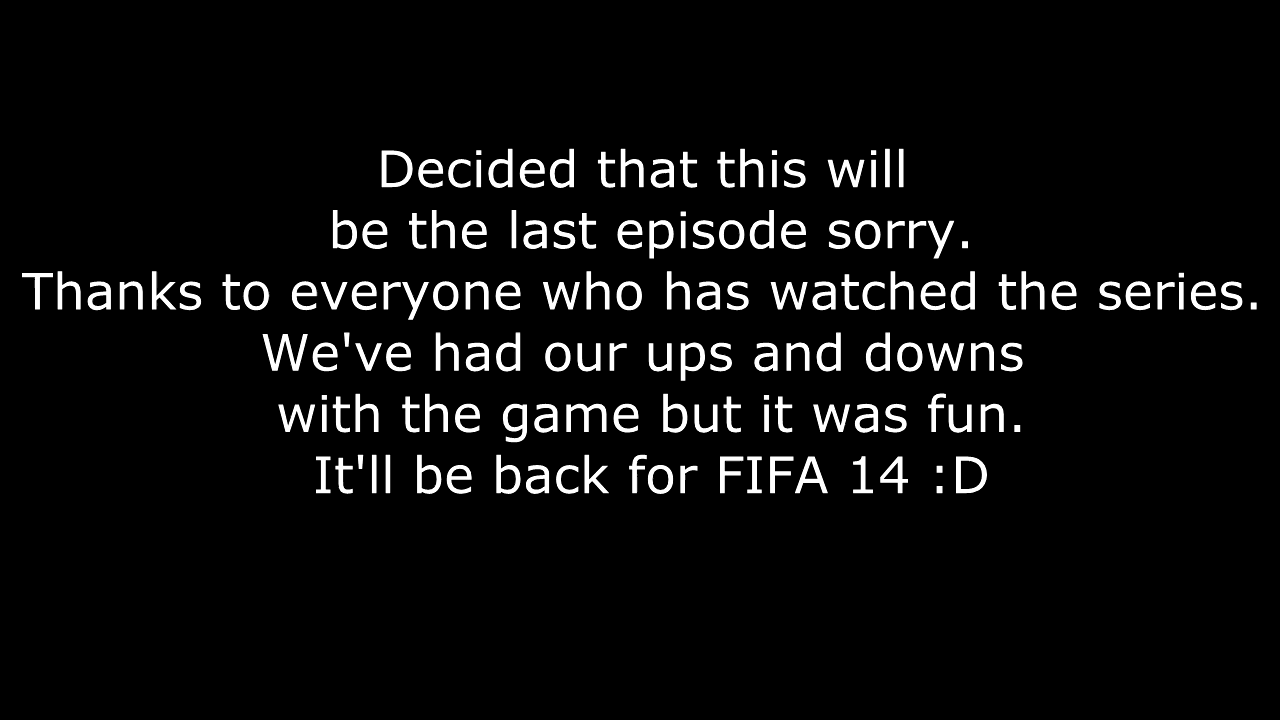 Decided that this will
be the last episode sorry.
Thanks to everyone who has watched the series.
We've had our ups and downs
with the game but it was fun.
It'll be back for FIFA 14 :D